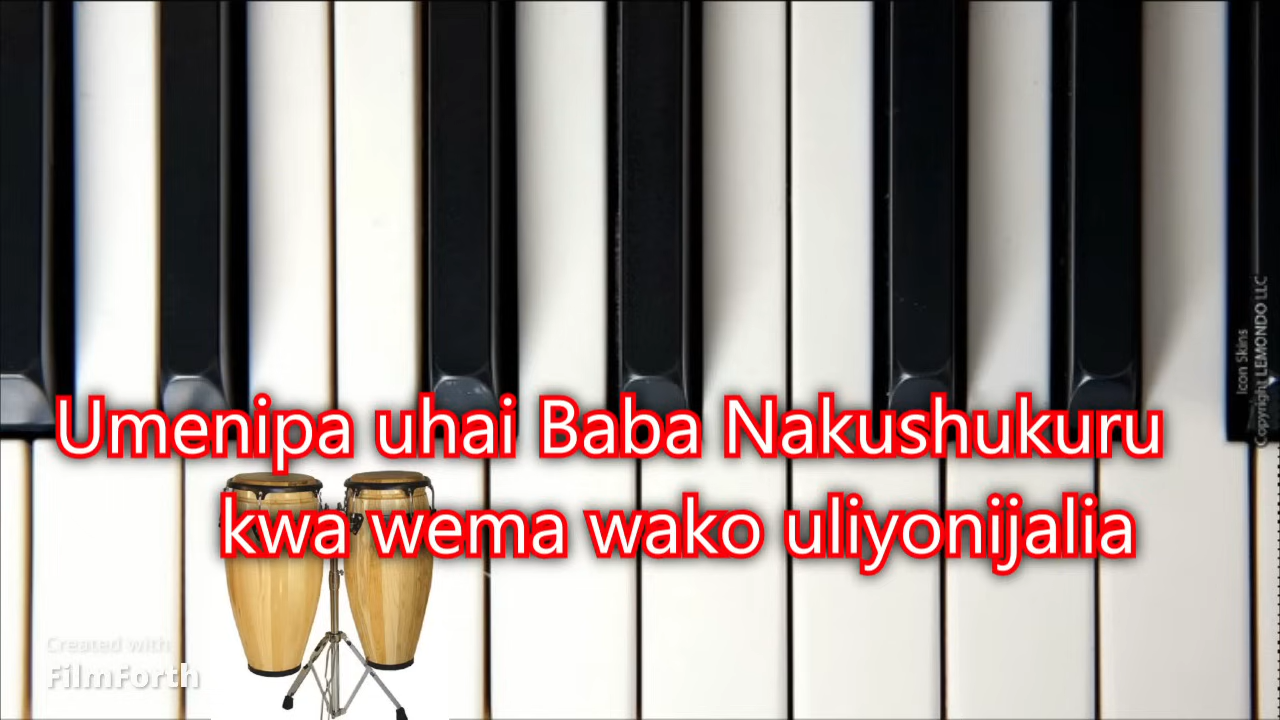 Umenipa uhai Baba Nakushukuru
kwa wema wako uliyonijalia
Icon Skins
Copyright LEMONDO LLC
Created with
FilmForth